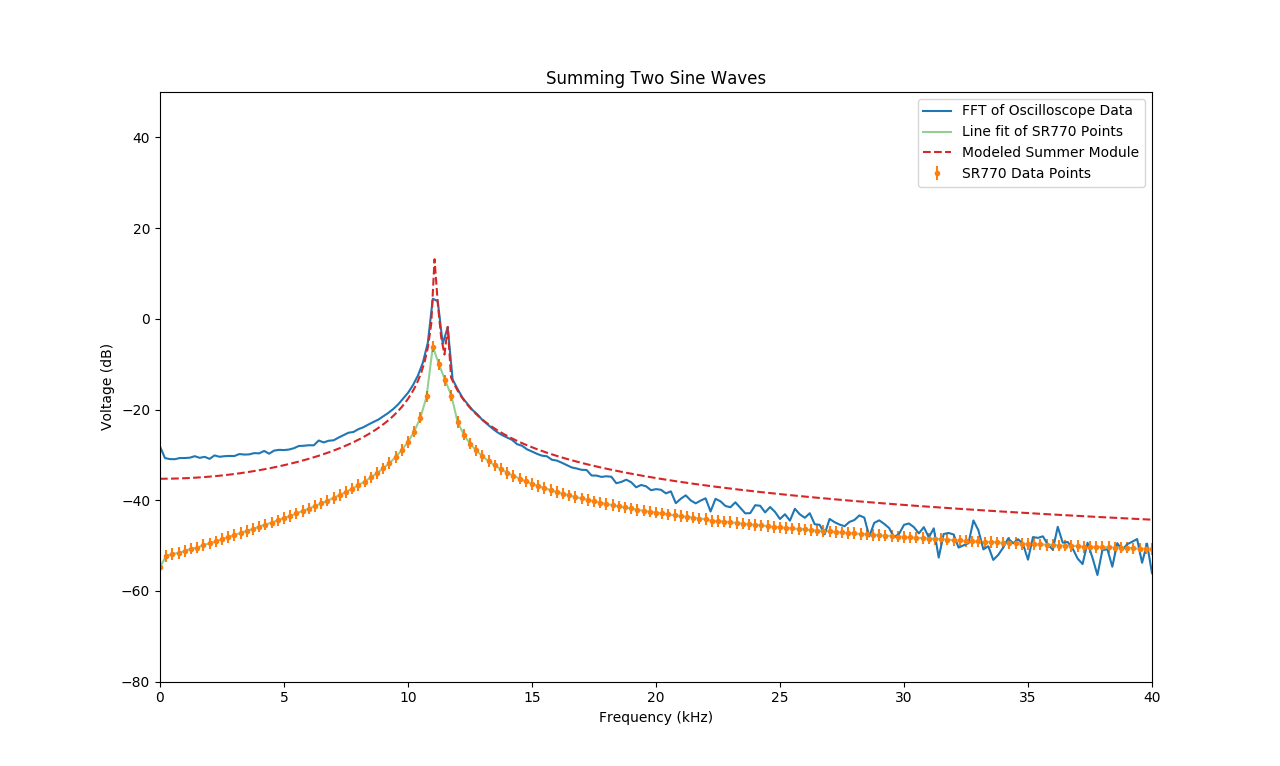 Summing Two Sine Waves
FFT of Oscilloscope Data
Line fit of SR770 Points
Modeled Summer Module
SR770 Data Points
Voltage (dB)
40
20
0
−20
−40
−60
−80
0 5 10 15 20 25 30 35 40
Frequency (kHz)